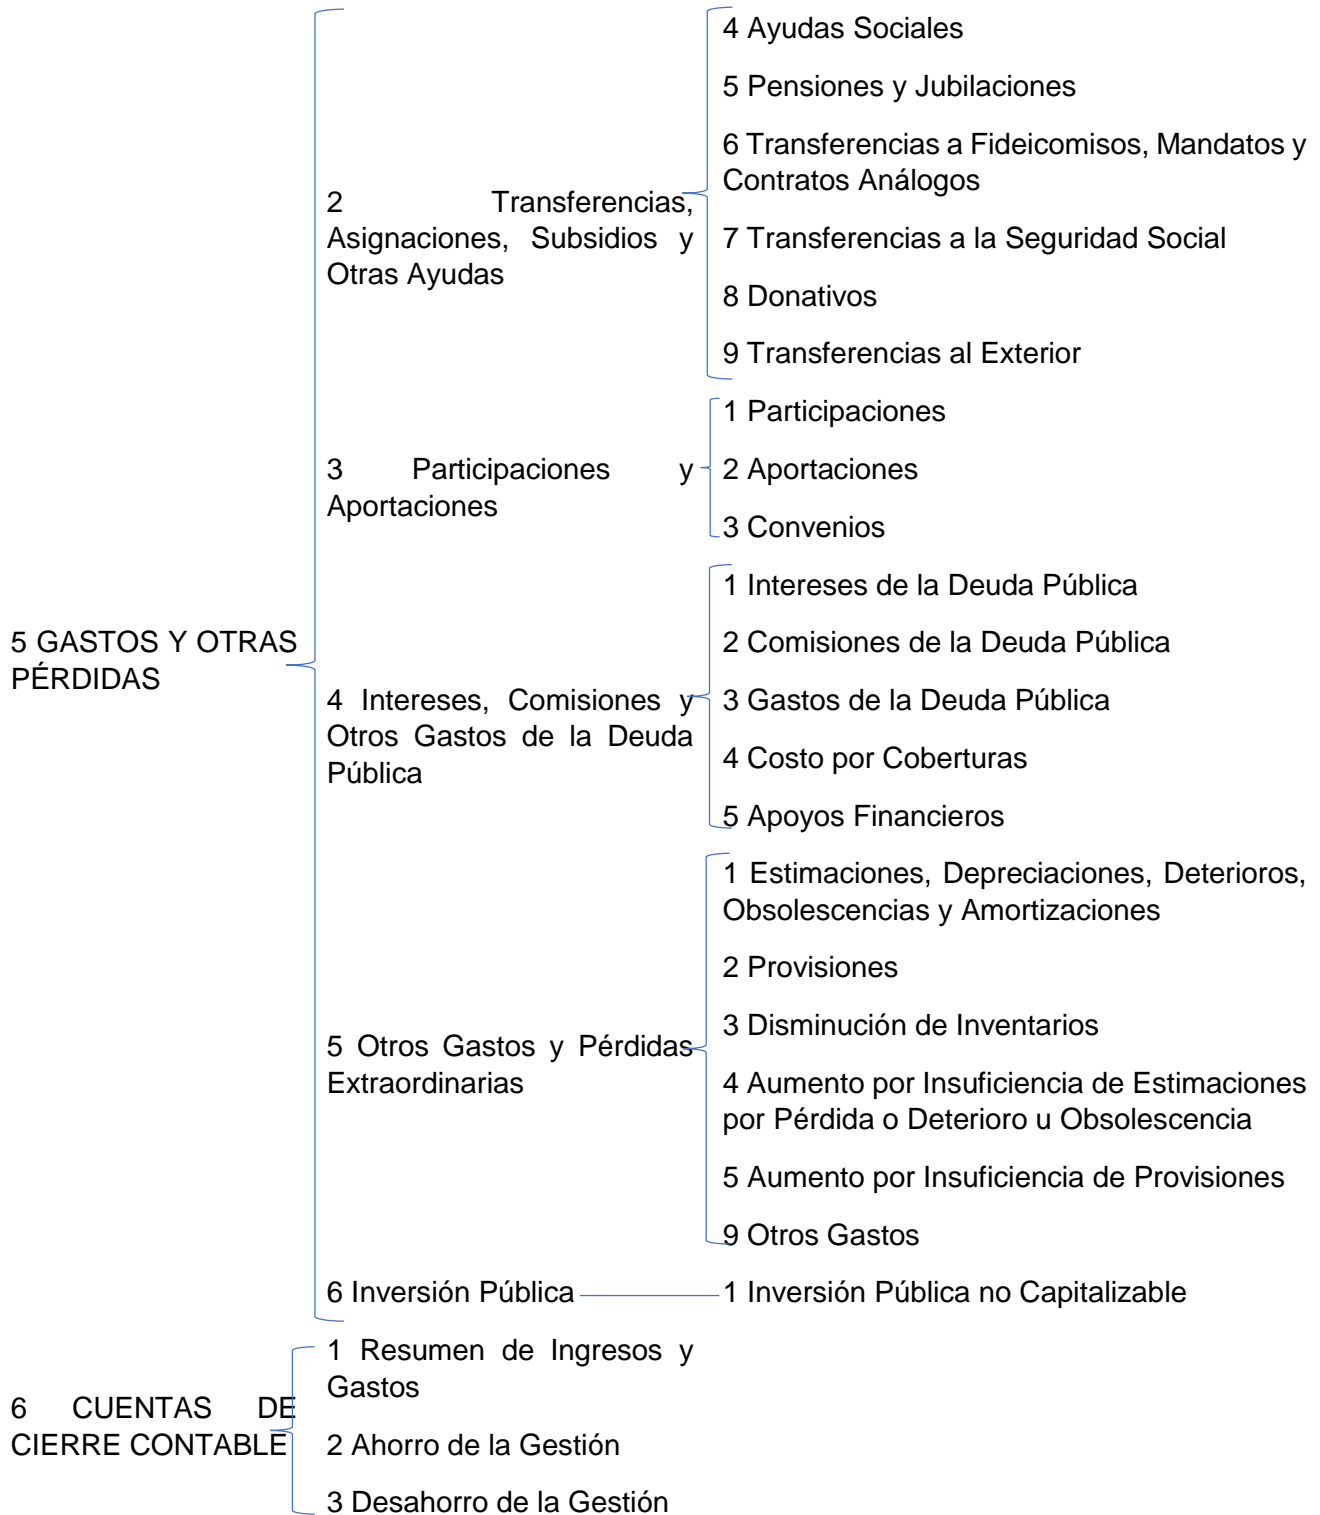 5 GASTOS Y OTRAS
PÉRDIDAS
2 Transferencias,
Asignaciones, Subsidios y
Otras Ayudas
4 Ayudas Sociales
5 Pensiones y Jubilaciones
6 Transferencias a Fideicomisos, Mandatos y
Contratos Análogos
7 Transferencias a la Seguridad Social
8 Donativos
9 Transferencias al Exterior
3 Participaciones y
Aportaciones
1 Participaciones
2 Aportaciones
3 Convenios
4 Intereses, Comisiones y
Otros Gastos de la Deuda
Pública
1 Intereses de la Deuda Pública
2 Comisiones de la Deuda Pública
3 Gastos de la Deuda Pública
4 Costo por Coberturas
5 Apoyos Financieros
5 Otros Gastos y Pérdidas
Extraordinarias
1 Estimaciones, Depreciaciones, Deterioros,
Obsolescencias y Amortizaciones
2 Provisiones
3 Disminución de Inventarios
4 Aumento por Insuficiencia de Estimaciones
por Pérdida o Deterioro u Obsolescencia
5 Aumento por Insuficiencia de Provisiones
9 Otros Gastos
6 Inversión Pública
1 Inversión Pública no Capitalizable
6 CUENTAS DE
CIERRE CONTABLE
1 Resumen de Ingresos y
Gastos
2 Ahorro de la Gestión
3 Desahorro de la Gestión